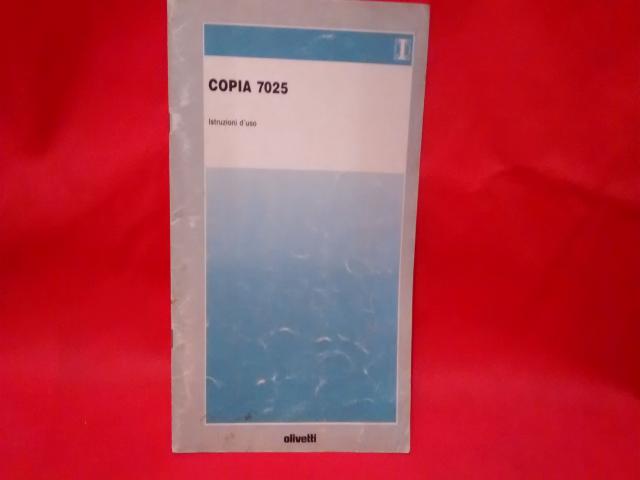 I
COPIA 7025
Istruzioni d'uso
olivetti